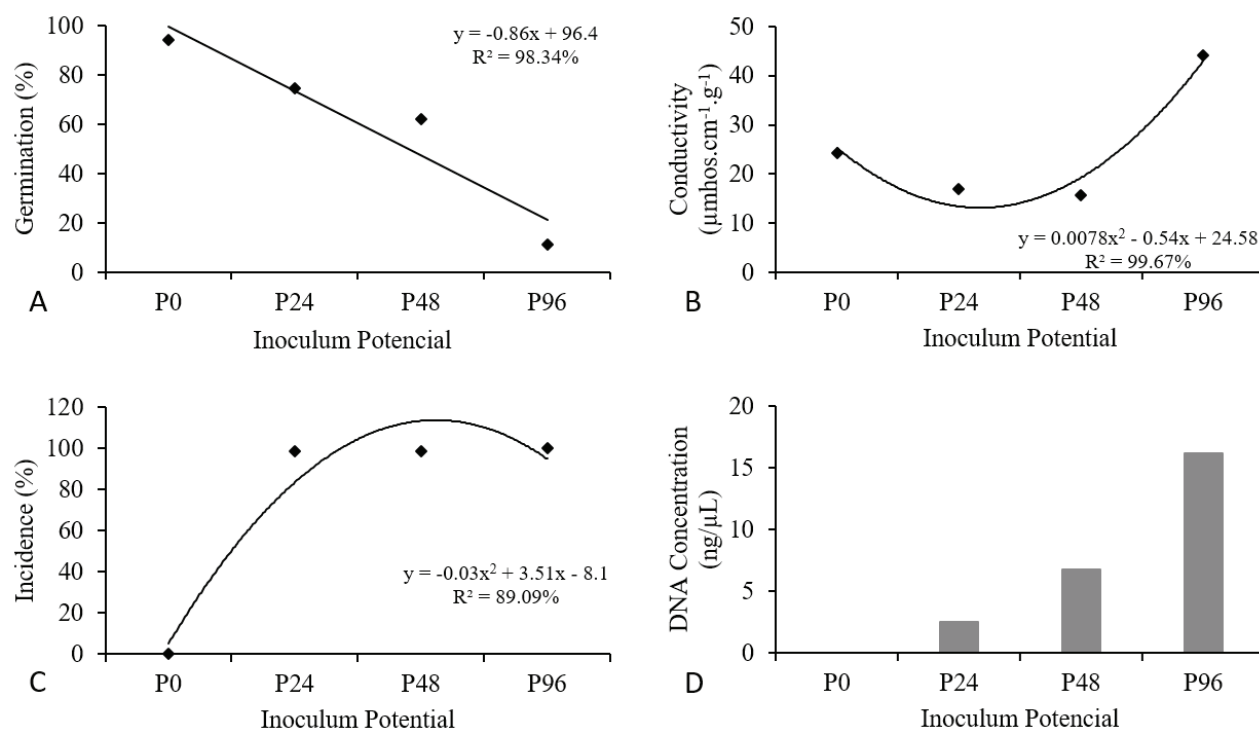 100
80
60
40
20
0
Germination (%)
y = -0.86x + 96.4
R² = 98.34%
P0 P24 P48 P96
A
Inoculum Potencial
50
40
30
20
10
0
Conductivity
(µmhos.cm⁻¹.g⁻¹)
y = 0.0078x² - 0.54x + 24.58
R² = 99.67%
P0 P24 P48 P96
B
Inoculum Potential
120
100
80
60
40
20
0
Incidence (%)
y = -0.03x² + 3.51x - 8.1
R² = 89.09%
P0 P24 P48 P96
C
Inoculum Potential
20
15
10
5
0
DNA Concentration
(ng/µL)
P0 P24 P48 P96
D
Inoculum Potencial